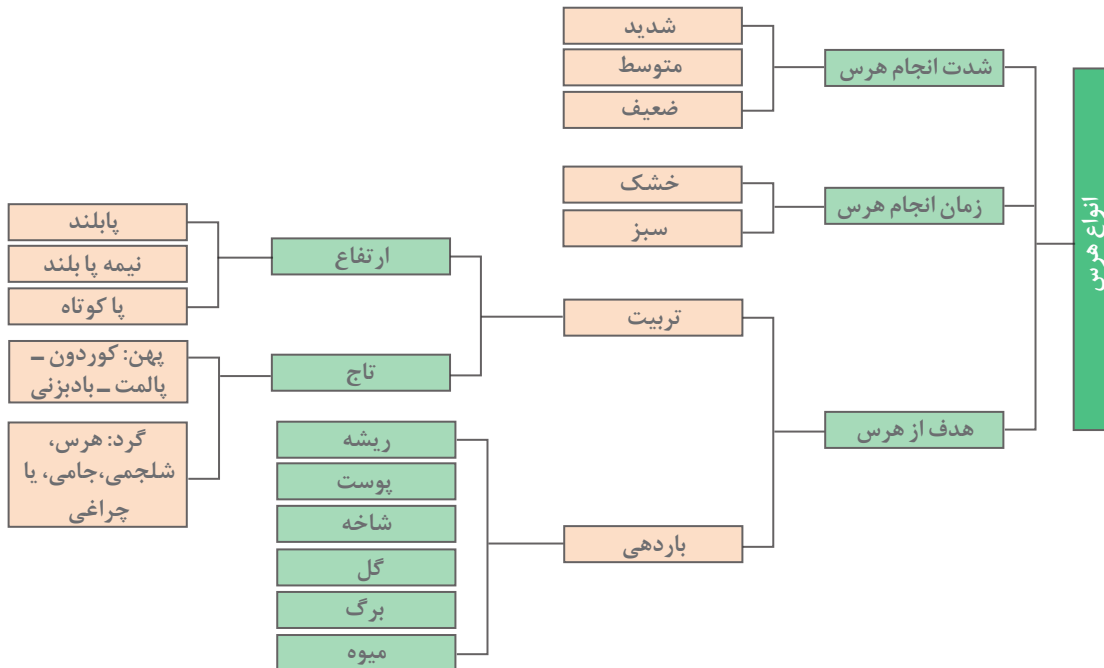 انواع هرس
شدت انجام هرس
شدید
متوسط
ضعیف
زمان انجام هرس
خشک
سبز
هدف از هرس
تربیت
ارتفاع
پابلند
نیمه پا بلند
پا کوتاه
تاج
پهن: کوردون ـ
پالمت ـ بادبزنی
گرد: هرس،
شلجمی،جامی، یا
چراغی
باردهی
ریشه
پوست
شاخه
گل
برگ
میوه